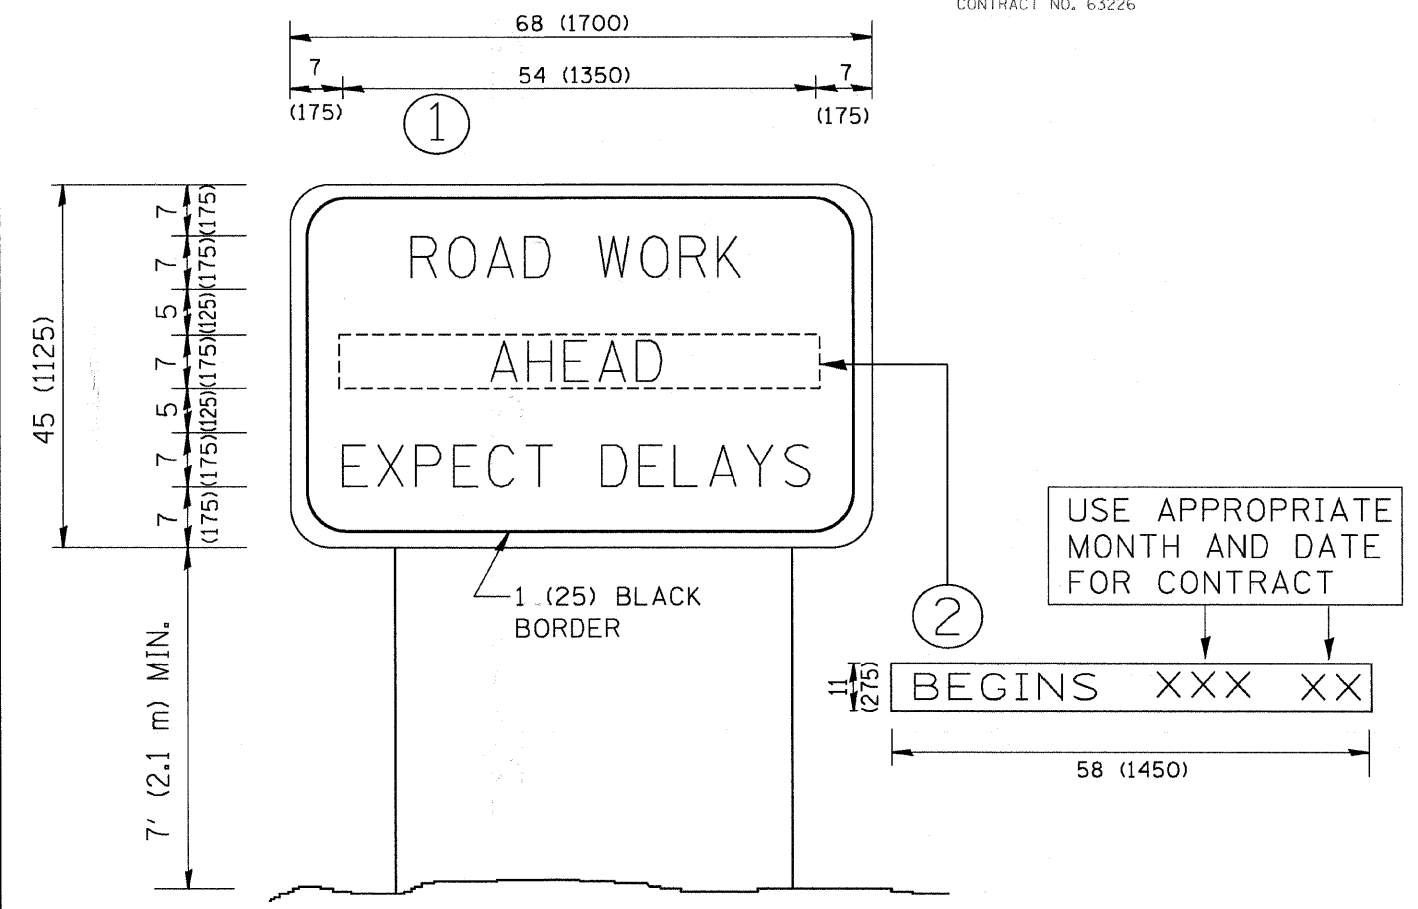 CONTRACT NO. 63226
68 (1700)
7
54 (1350)
7
(175)
(175)
1
45 (1125)
7 (175)
7 (175)
5 (125)
7 (175)
5 (125)
7 (175)
7 (175)
ROAD WORK
AHEAD
EXPECT DELAYS
1 (25) BLACK
BORDER
7' (2.1 m) MIN.
2
USE APPROPRIATE
MONTH AND DATE
FOR CONTRACT
11
(275)
BEGINS XXX XX
58 (1450)